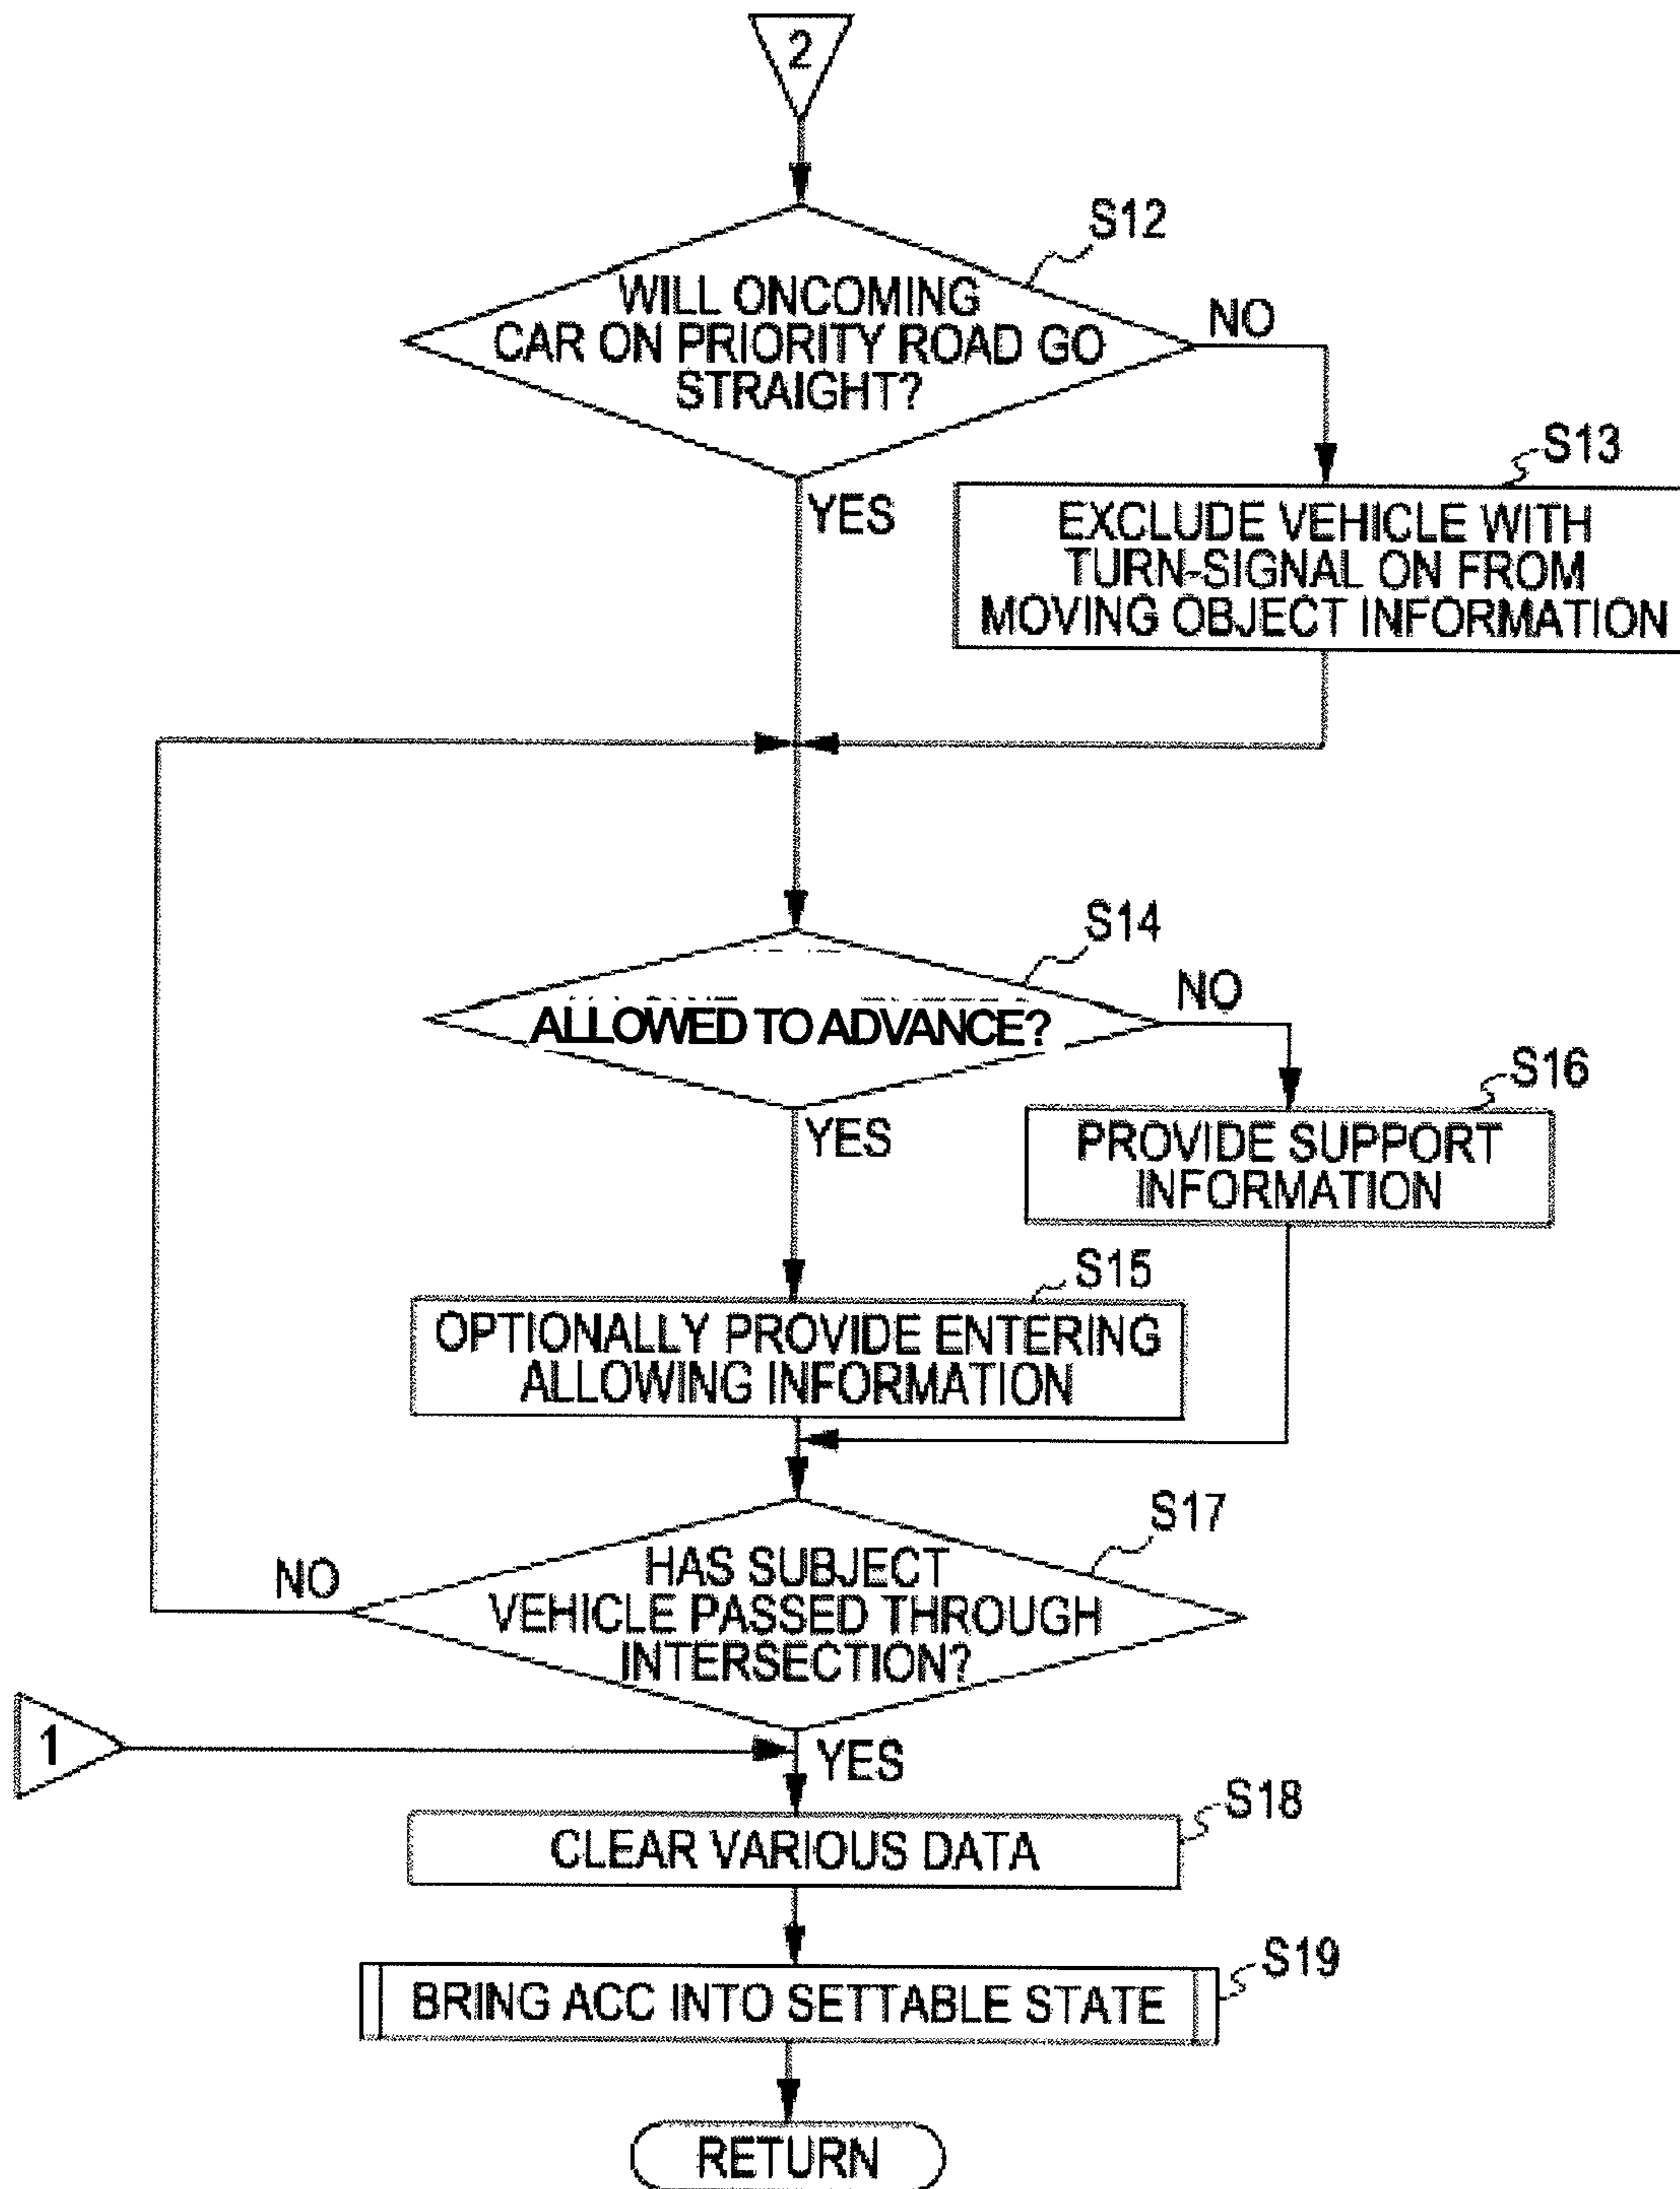 2
S12
WILL ONCOMING
CAR ON PRIORITY ROAD GO
STRAIGHT?
NO
YES
S13
EXCLUDE VEHICLE WITH
TURN-SIGNAL ON FROM
MOVING OBJECT INFORMATION
S14
ALLOWED TO ADVANCE?
NO
YES
S16
PROVIDE SUPPORT
INFORMATION
S15
OPTIONALLY PROVIDE ENTERING
ALLOWING INFORMATION
S17
HAS SUBJECT
VEHICLE PASSED THROUGH
INTERSECTION?
NO
1
YES
S18
CLEAR VARIOUS DATA
S19
BRING ACC INTO SETTABLE STATE
RETURN